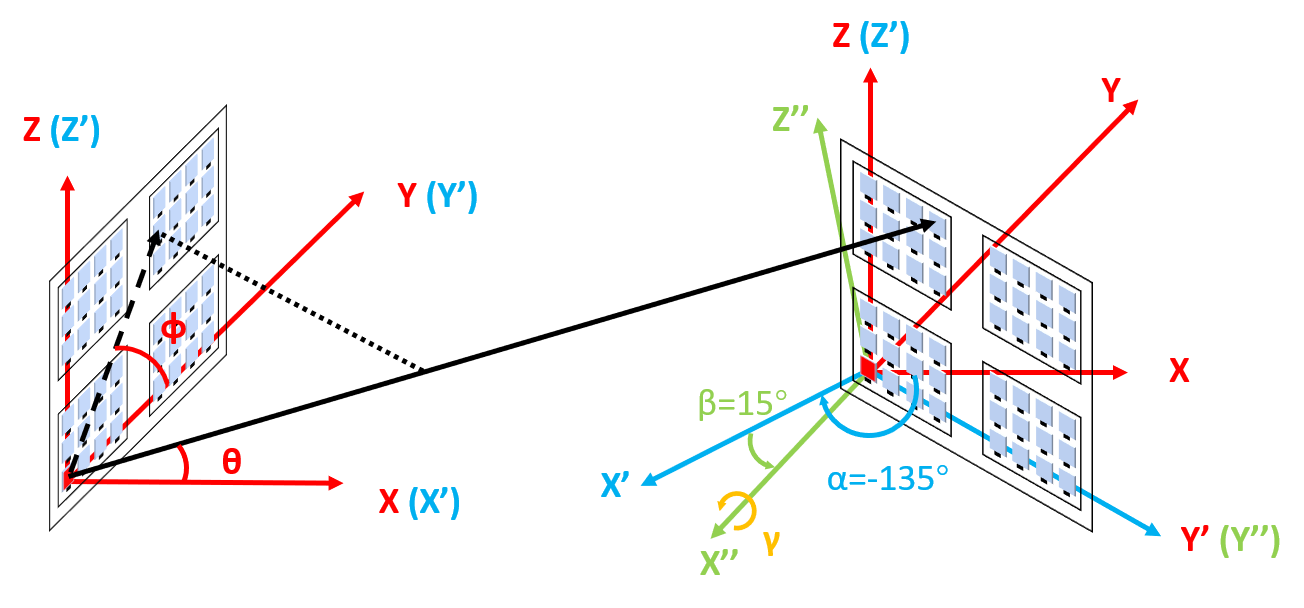 Z (Z’)
Y
Z’’
Z (Z’)
Y (Y’)
ϕ
X
β=15°
θ
α=-135°
X’
X (X’)
γ
Y’ (Y’’)
X’’